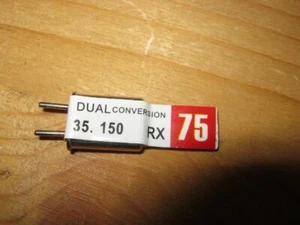 DUAL CONVERSION
35. 150 RX
75